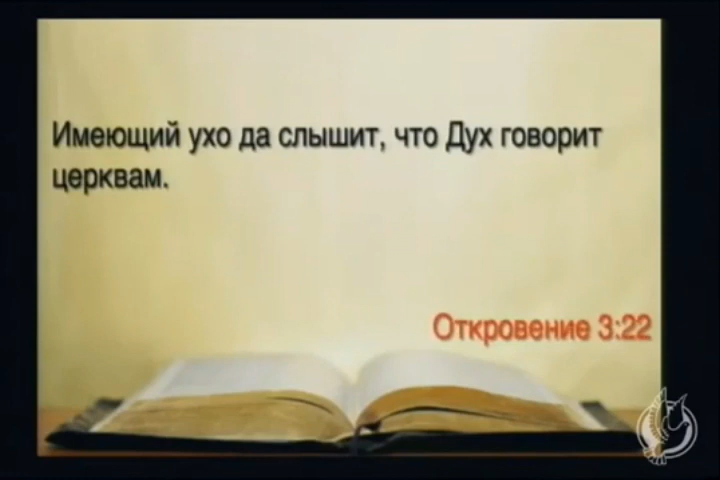 Имеющий ухо да слышит, что Дух говорит
церквам.
Откровение 3:22